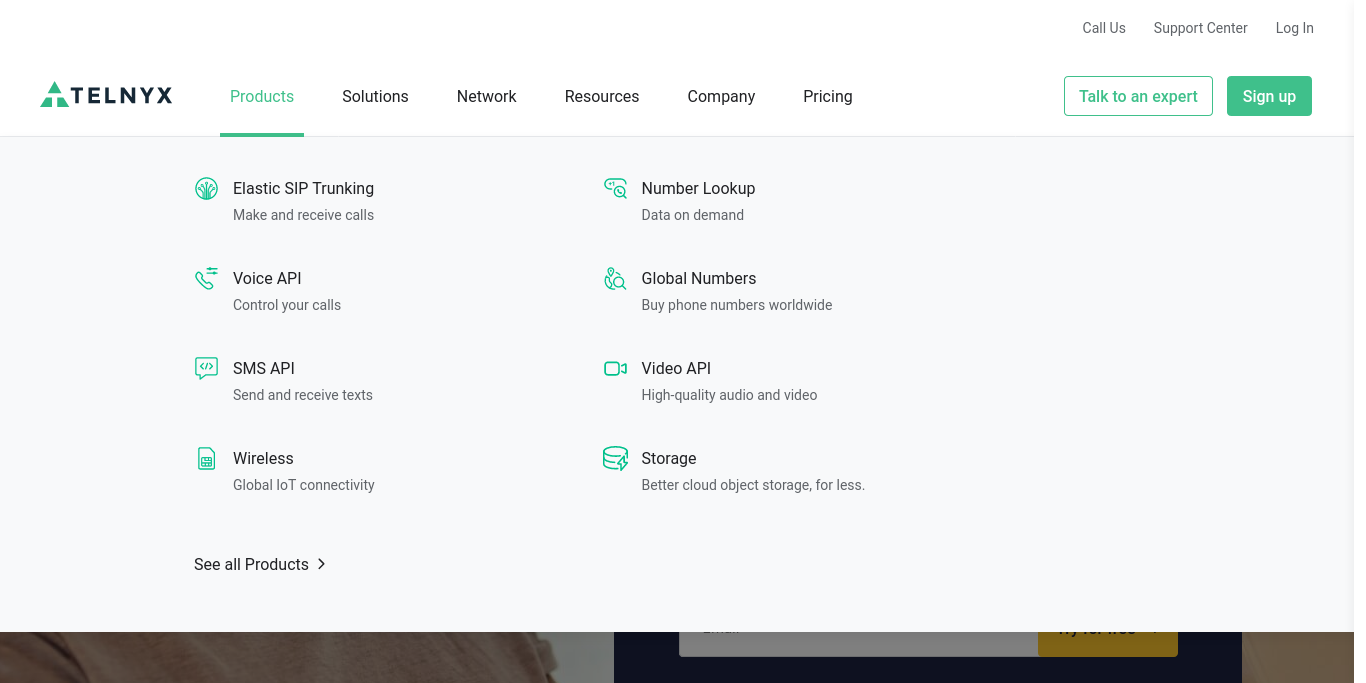 Call Us Support Center Log In
TELNYX Products Solutions Network Resources Company Pricing Talk to an expert Sign up
Elastic SIP Trunking
Make and receive calls
Number Lookup
Data on demand
Voice API
Control your calls
Global Numbers
Buy phone numbers worldwide
SMS API
Send and receive texts
Video API
High-quality audio and video
Wireless
Global IoT connectivity
Storage
Better cloud object storage, for less.
See all Products